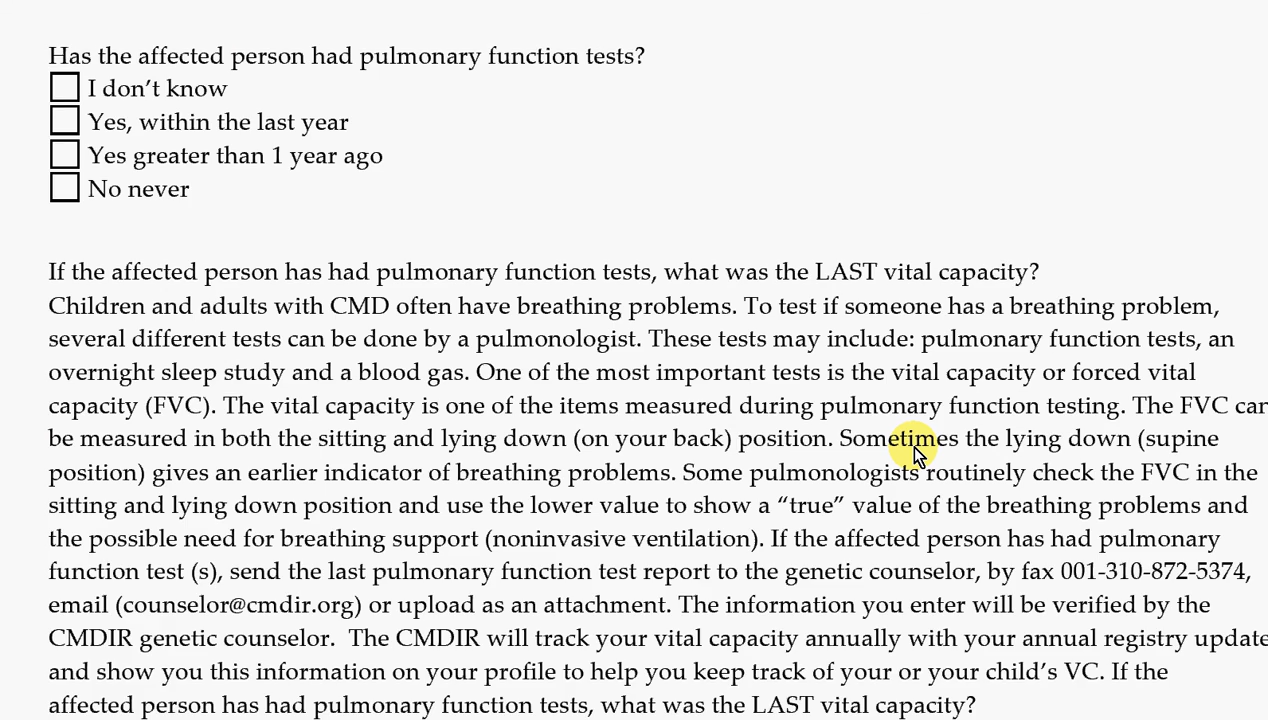 Has the affected person had pulmonary function tests?
I don’t know
Yes, within the last year
Yes greater than 1 year ago
No never
If the affected person has had pulmonary function tests, what was the LAST vital capacity?
Children and adults with CMD often have breathing problems. To test if someone has a breathing problem,
several different tests can be done by a pulmonologist. These tests may include: pulmonary function tests, an
overnight sleep study and a blood gas. One of the most important tests is the vital capacity or forced vital
capacity (FVC). The vital capacity is one of the items measured during pulmonary function testing. The FVC can
be measured in both the sitting and lying down (on your back) position. Sometimes the lying down (supine
position) gives an earlier indicator of breathing problems. Some pulmonologists routinely check the FVC in the
sitting and lying down position and use the lower value to show a “true” value of the breathing problems and
the possible need for breathing support (noninvasive ventilation). If the affected person has had pulmonary
function test (s), send the last pulmonary function test report to the genetic counselor, by fax 001-310-872-5374,
email (counselor@cmdir.org) or upload as an attachment. The information you enter will be verified by the
CMDIR genetic counselor.  The CMDIR will track your vital capacity annually with your annual registry update
and show you this information on your profile to help you keep track of your or your child’s VC. If the
affected person has had pulmonary function tests, what was the LAST vital capacity?